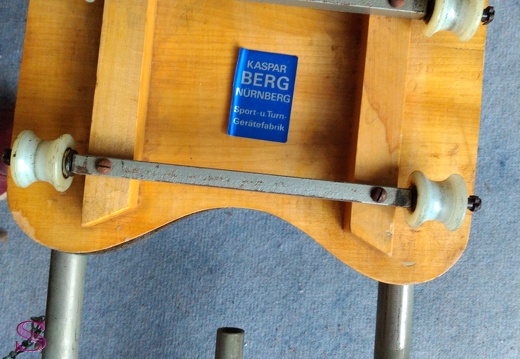 KASPAR
BERG
NÜRNBERG
Sport- u. Turn-
Gerätefabrik